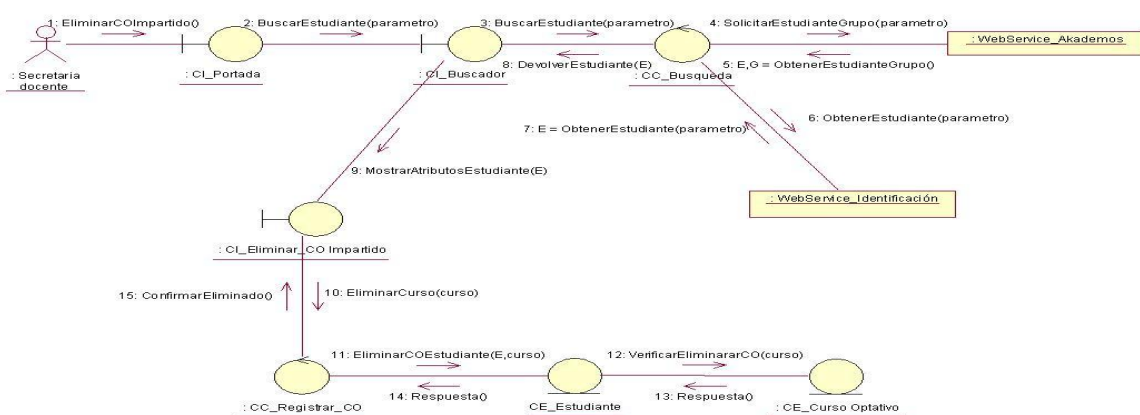 1: EliminarCOImpartido()
2: BuscarEstudiante(parametro)
3: BuscarEstudiante(parametro)
4: SolicitarEstudianteGrupo(parametro)
: WebService_Akademos
: Secretaria docente
: CI_Portada
: CI_Buscador
8: DevolverEstudiante(E)
: CC_Busqueda
5: E,G = ObtenerEstudianteGrupo()
6: ObtenerEstudiante(parametro)
7: E = ObtenerEstudiante(parametro)
9: MostrarAtributosEstudiante(E)
: WebService_Identificación
: CI_Eliminar_CO Impartido
15: ConfirmarEliminado()
10: EliminarCurso(curso)
11: EliminarCOEstudiante(E,curso)
12: VerificarEliminararCO(curso)
14: Respuesta()
13: Respuesta()
: CC_Registrar_CO
CE_Estudiante
: CE_Curso Optativo